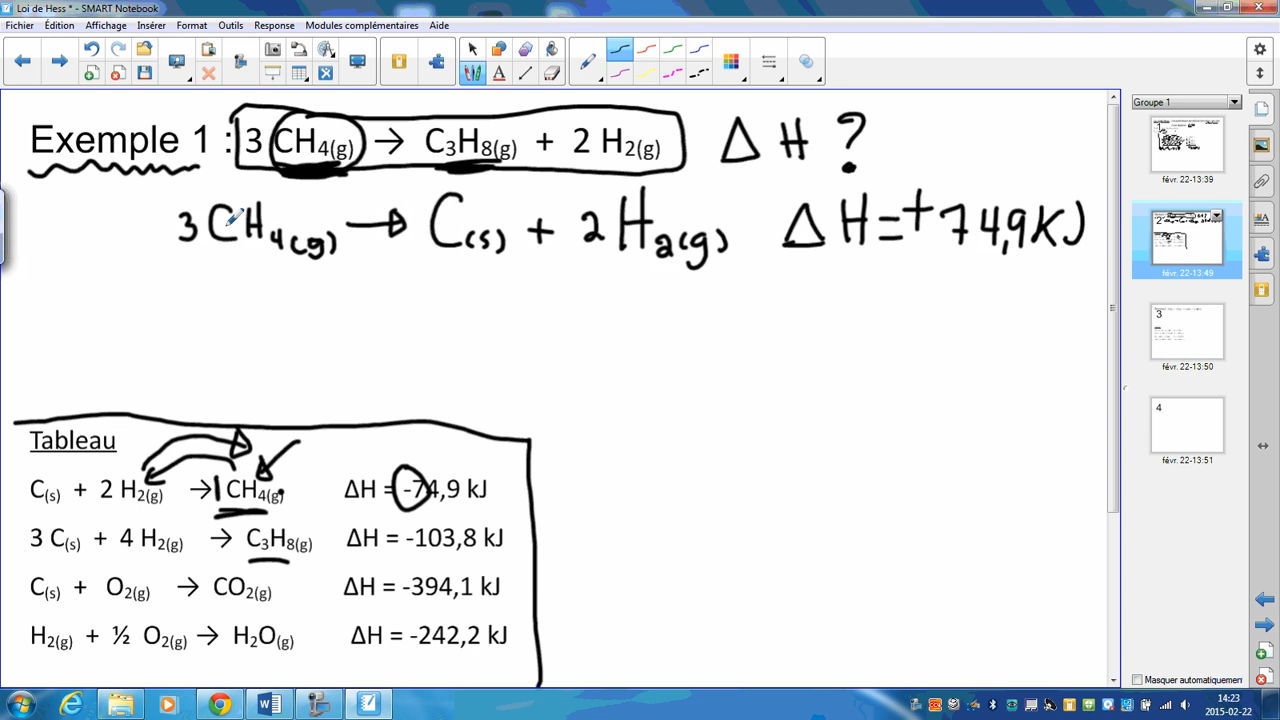 Loi de Hess * - SMART Notebook
Fichier Édition Affichage Insérer Format Outils Response Modules complémentaires Aide
Exemple 1 : 3 CH4(g) → C3H8(g) + 2 H2(g) Δ H ?
3 CH4(g) → C(s) + 2 H2(g) Δ H = +74,9 KJ
Tableau
C(s) + 2 H2(g) → 1 CH4(g) ΔH = -74,9 kJ
3 C(s) + 4 H2(g) → C3H8(g) ΔH = -103,8 kJ
C(s) + O2(g) → CO2(g) ΔH = -394,1 kJ
H2(g) + ½ O2(g) → H2O(g) ΔH = -242,2 kJ
Groupe 1
févr. 22-13:39
2
févr. 22-13:49
3
févr. 22-13:50
4
févr. 22-13:51
Masquer automatiquement
14:23
2015-02-22